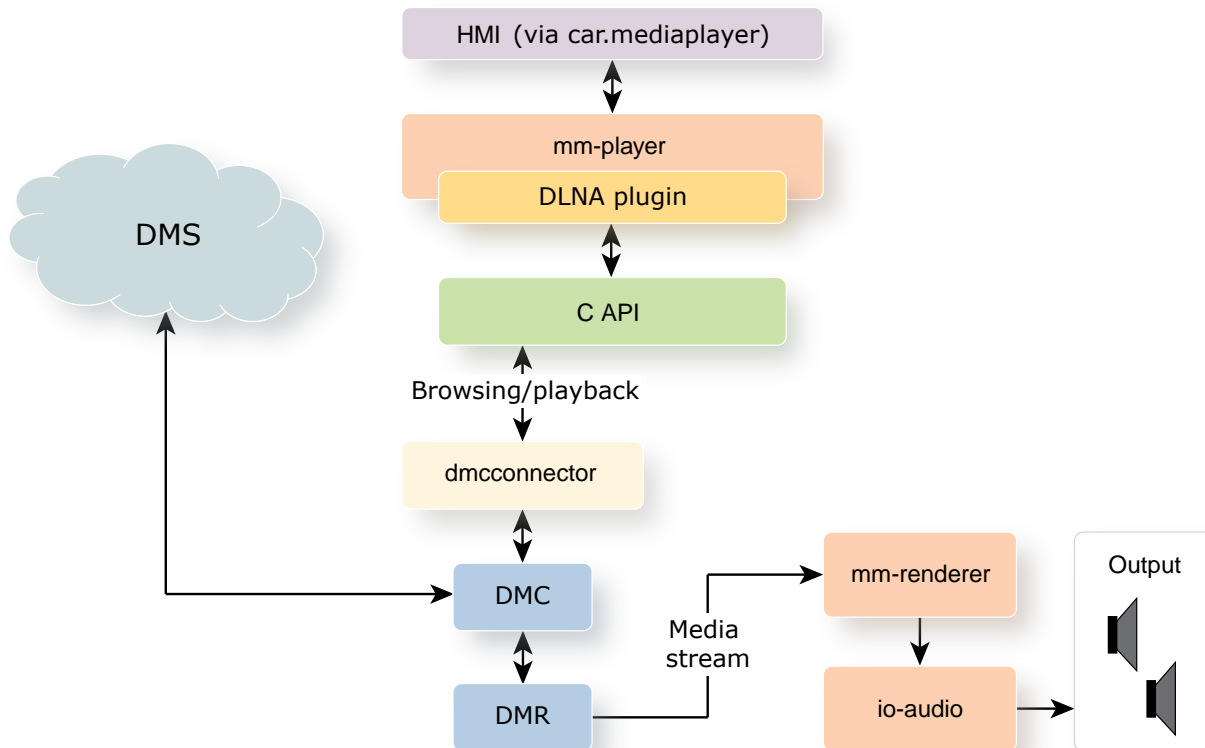 HMI (via car.mediaplayer)
mm-player
DLNA plugin
DMS
C API
Browsing/playback
dmcconnector
DMC
Media
stream
DMR
mm-renderer
io-audio
Output